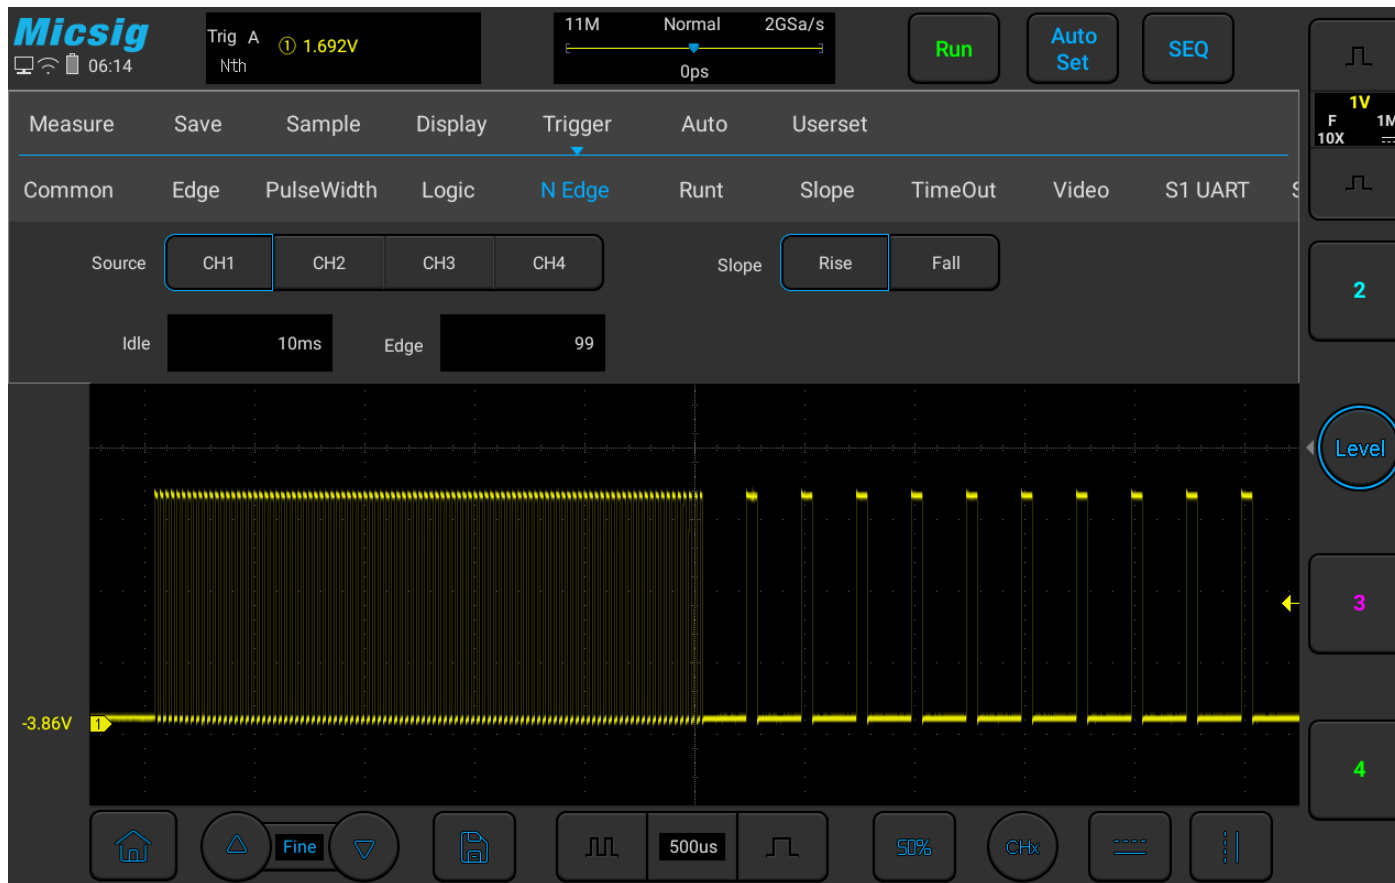 Micsig
06:14
Trig A
① 1.692V
Nth
11M Normal 2GSa/s
0ps
Run
Auto
Set
SEQ
Measure Save Sample Display Trigger Auto Userset
1V
F 1M
10X
Common Edge PulseWidth Logic N Edge Runt Slope TimeOut Video S1 UART
Source CH1 CH2 CH3 CH4 Slope Rise Fall
Idle 10ms Edge 99
2
Level
3
-3.86V 1
4
Fine 500us 50% CHx